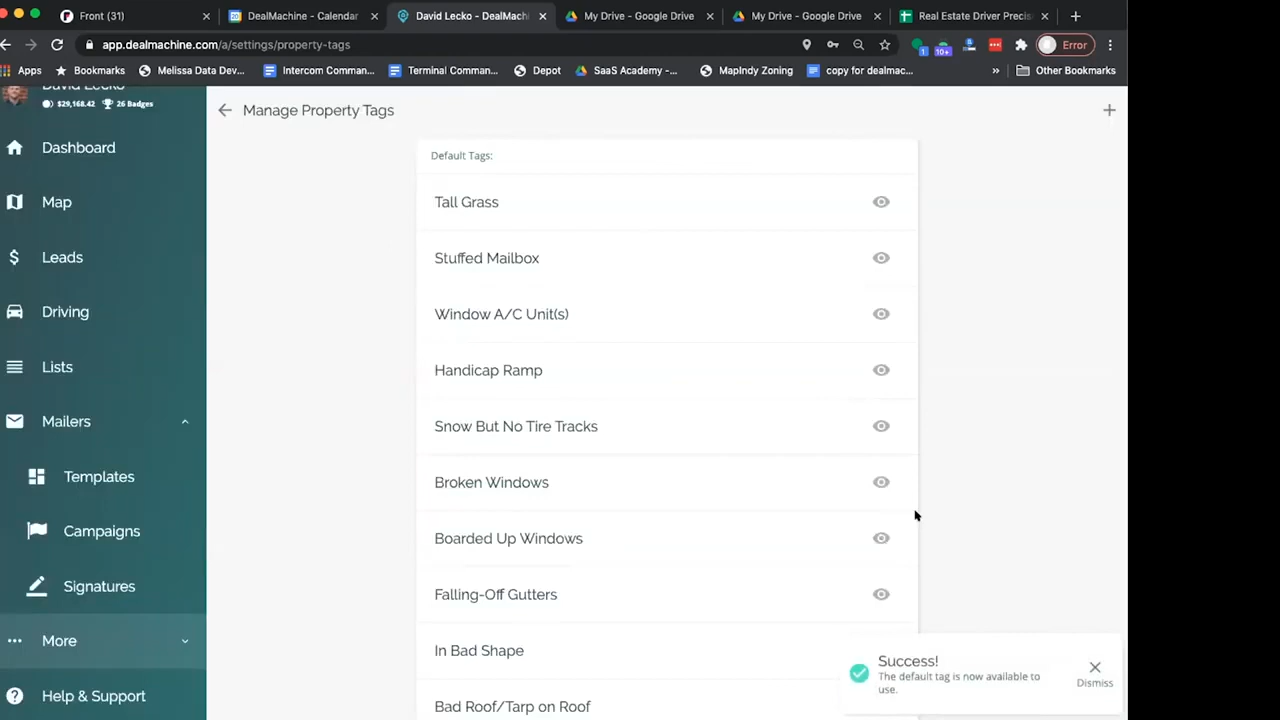 Front (31)
DealMachine - Calendar
David Lecko - DealMachi
My Drive - Google Drive
My Drive - Google Drive
Real Estate Driver Precis
app.dealmachine.com/a/settings/property-tags
1
10+
Error
Apps
Bookmarks
Melissa Data Dev...
Intercom Comman...
Terminal Comman...
Depot
SaaS Academy -...
MapIndy Zoning
copy for dealmac...
»
Other Bookmarks
David Lecko
$29,168.42
26 Badges
Dashboard
Map
Leads
Driving
Lists
Mailers
Templates
Campaigns
Signatures
More
Help & Support
Manage Property Tags
Default Tags:
Tall Grass
Stuffed Mailbox
Window A/C Unit(s)
Handicap Ramp
Snow But No Tire Tracks
Broken Windows
Boarded Up Windows
Falling-Off Gutters
In Bad Shape
Bad Roof/Tarp on Roof
Success!
The default tag is now available to
use.
Dismiss